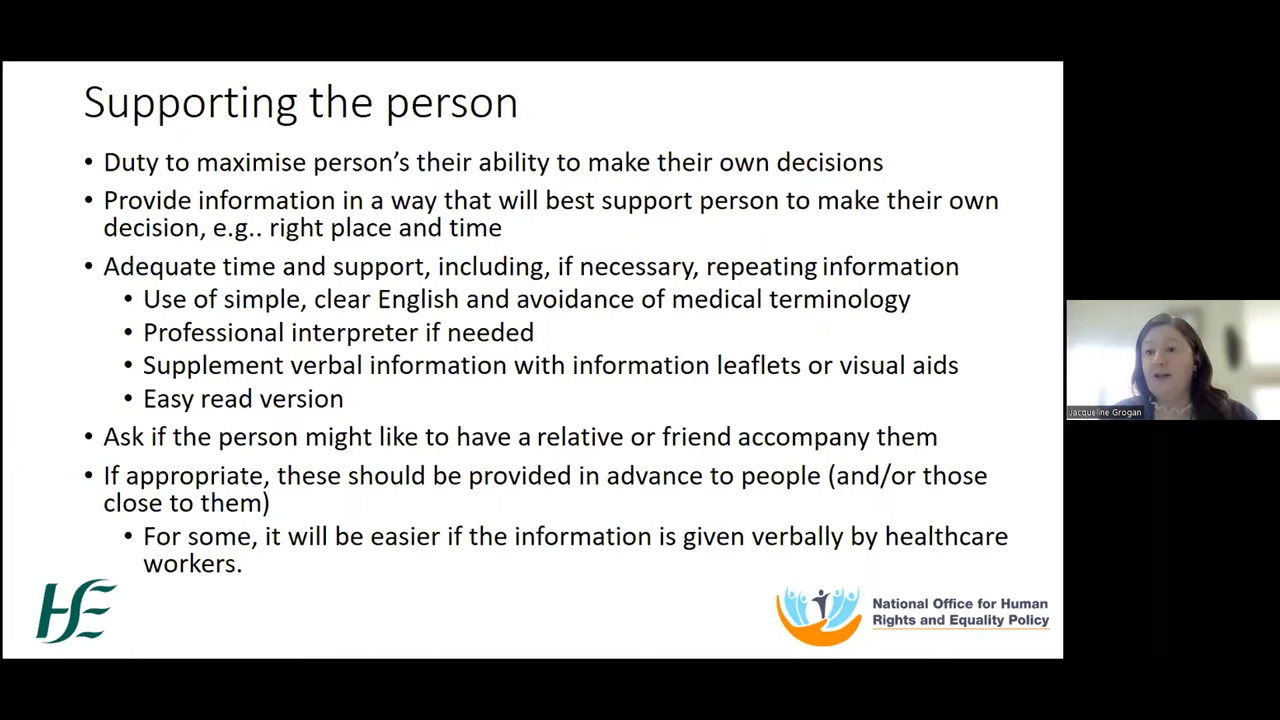 Supporting the person
• Duty to maximise person's their ability to make their own decisions
• Provide information in a way that will best support person to make their own
decision, e.g.. right place and time
• Adequate time and support, including, if necessary, repeating information
• Use of simple, clear English and avoidance of medical terminology
• Professional interpreter if needed
• Supplement verbal information with information leaflets or visual aids
• Easy read version
• Ask if the person might like to have a relative or friend accompany them
• If appropriate, these should be provided in advance to people (and/or those
close to them)
• For some, it will be easier if the information is given verbally by healthcare
workers.
HSE
National Office for Human
Rights and Equality Policy
Jacqueline Grogan